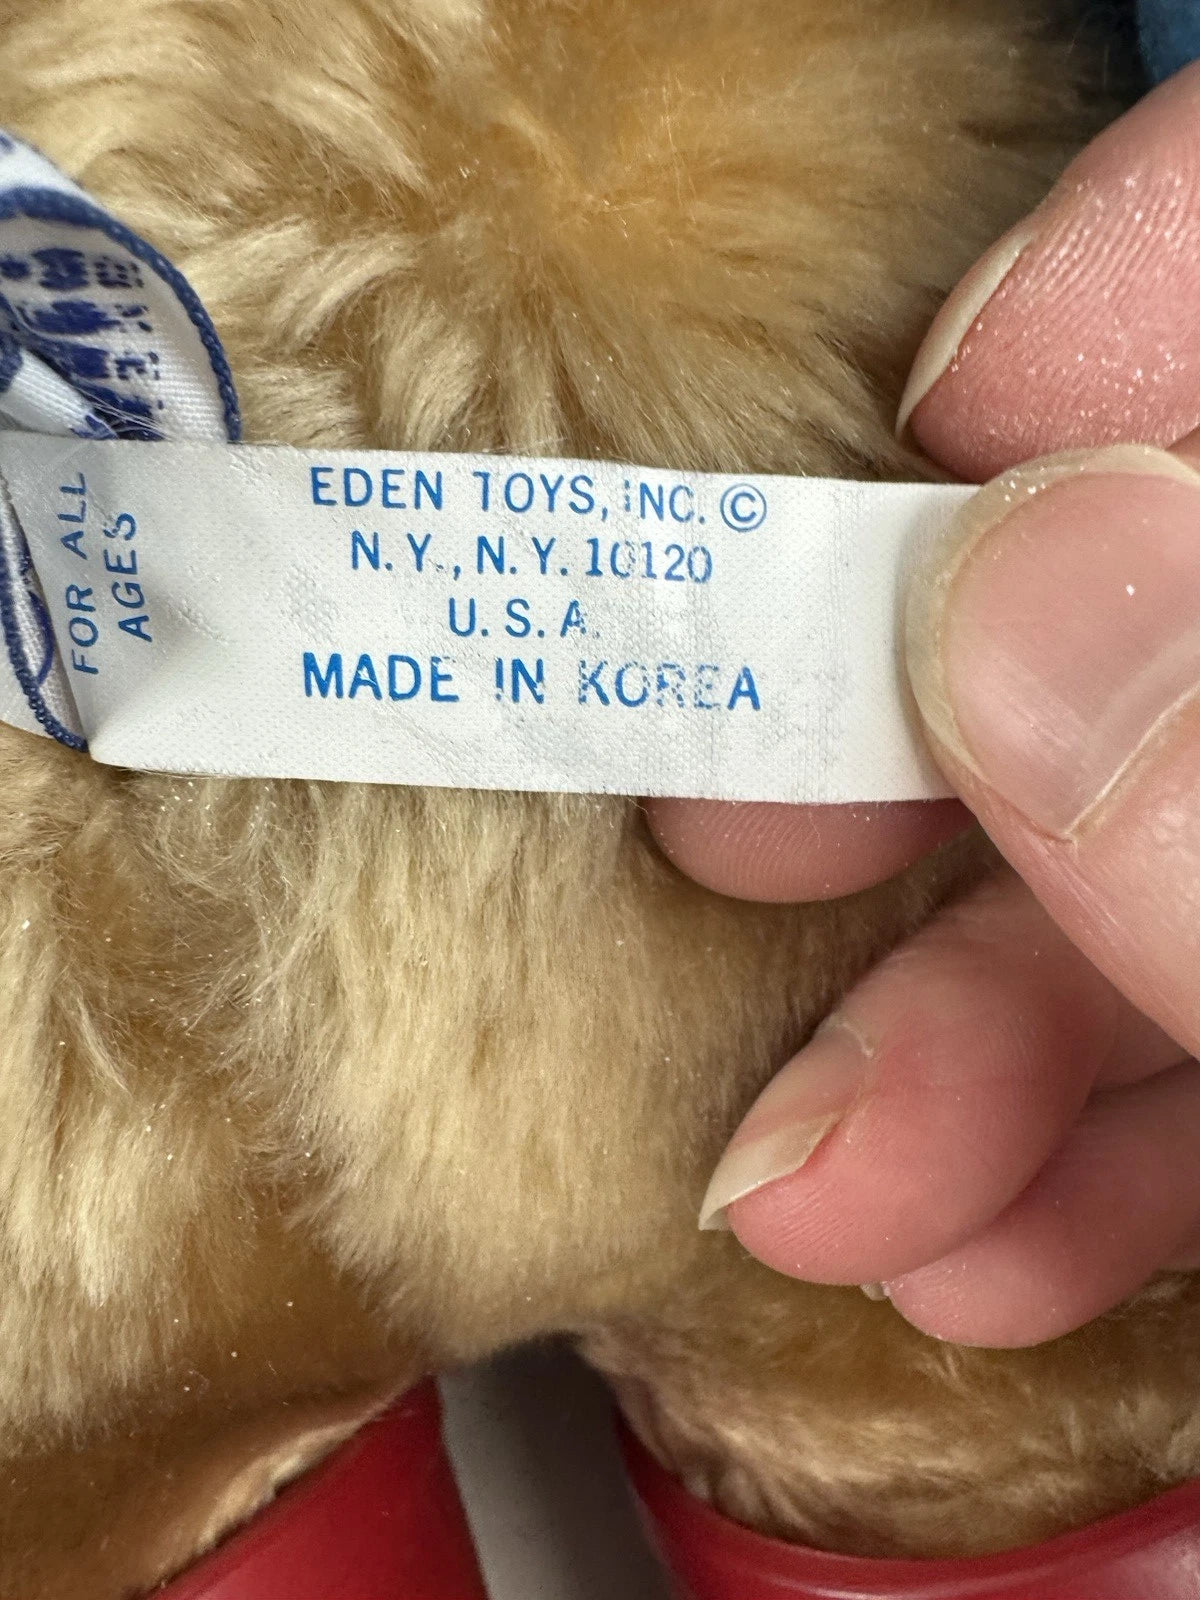 FOR ALL
AGES
EDEN TOYS, INC. ©
N.Y., N.Y. 10120
U.S.A.
MADE IN KOREA